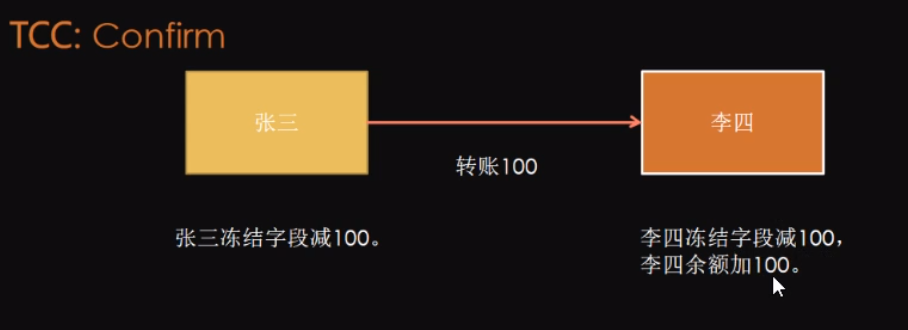 TCC: Confirm
张三
李四
转账100
张三冻结字段减100。
李四冻结字段减100，
李四余额加100。